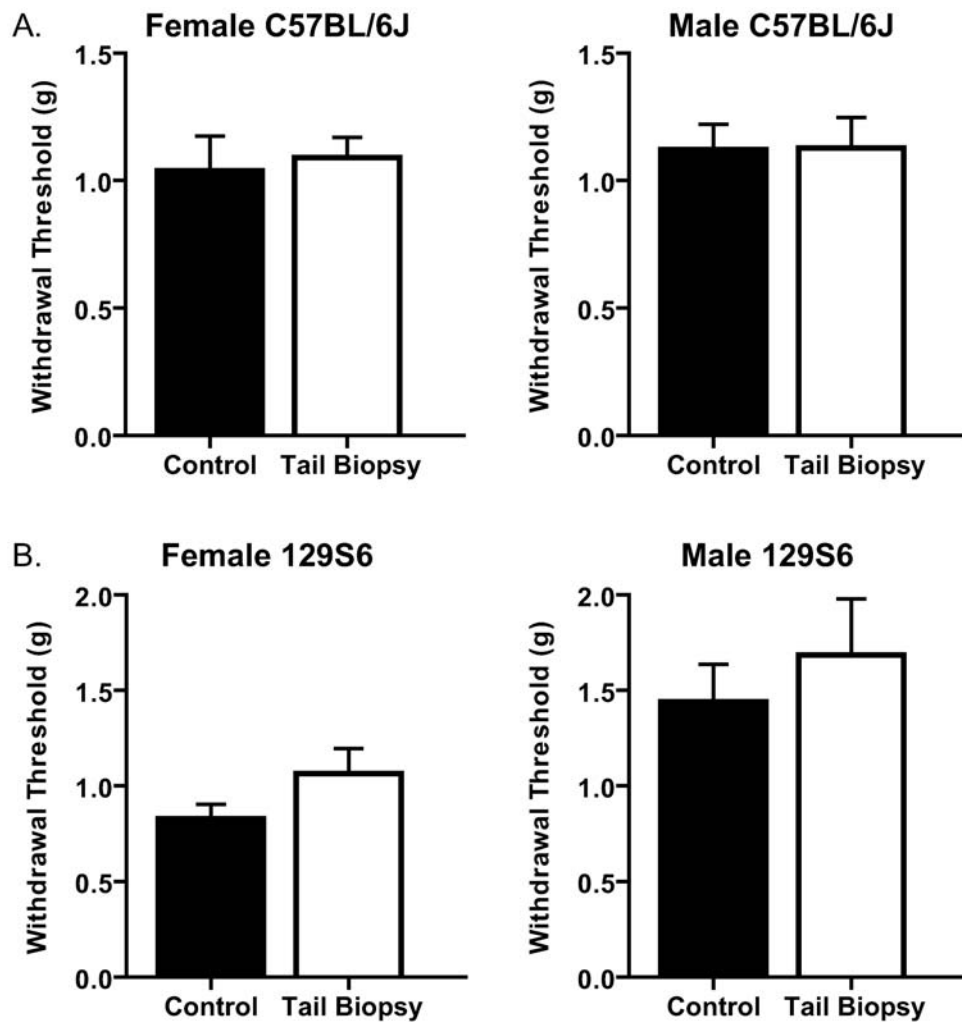 A.
Female C57BL/6J
Withdrawal Threshold (g)
1.5
1.0
0.5
0.0
Control Tail Biopsy
Male C57BL/6J
Withdrawal Threshold (g)
1.5
1.0
0.5
0.0
Control Tail Biopsy
B.
Female 129S6
Withdrawal Threshold (g)
2.0
1.5
1.0
0.5
0.0
Control Tail Biopsy
Male 129S6
Withdrawal Threshold (g)
2.0
1.5
1.0
0.5
0.0
Control Tail Biopsy